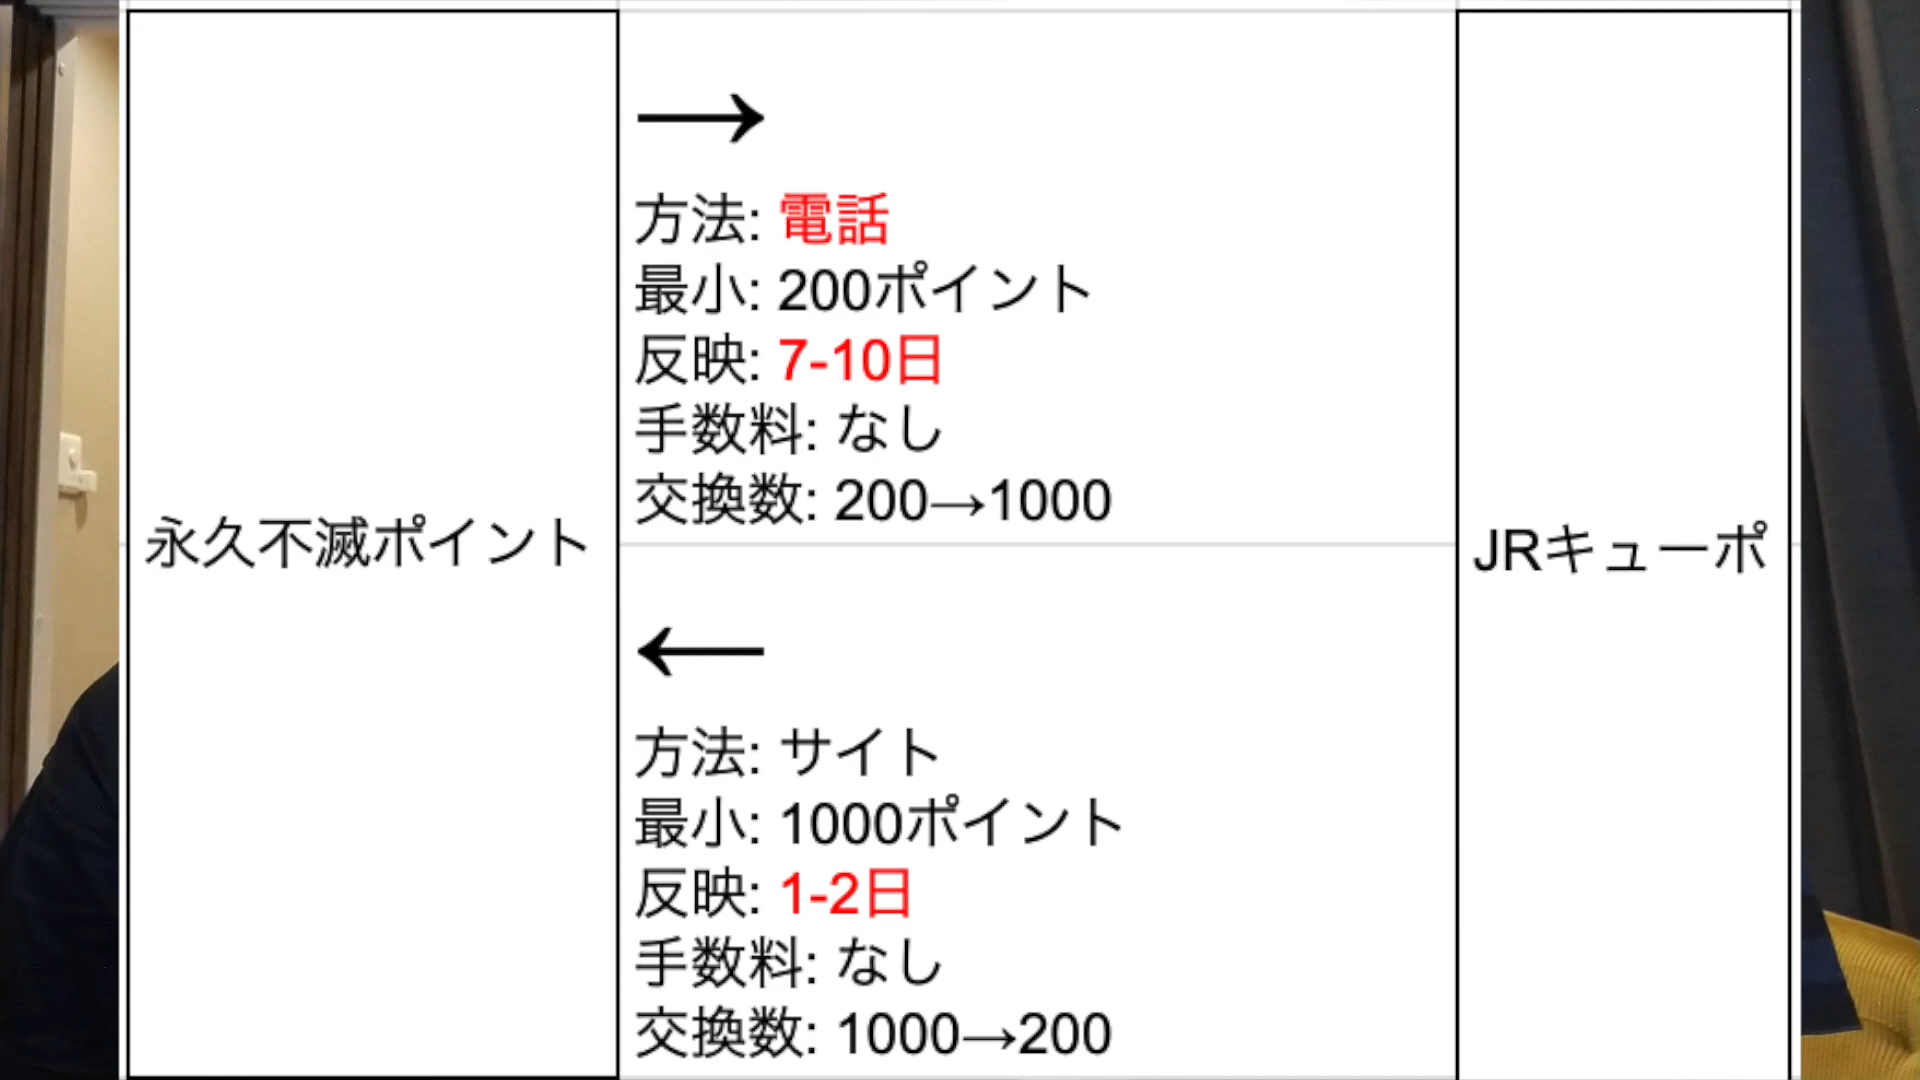 永久不滅ポイント
→
方法: 電話
最小: 200ポイント
反映: 7-10日
手数料: なし
交換数: 200→1000
←
方法: サイト
最小: 1000ポイント
反映: 1-2日
手数料: なし
交換数: 1000→200
JRキューポ